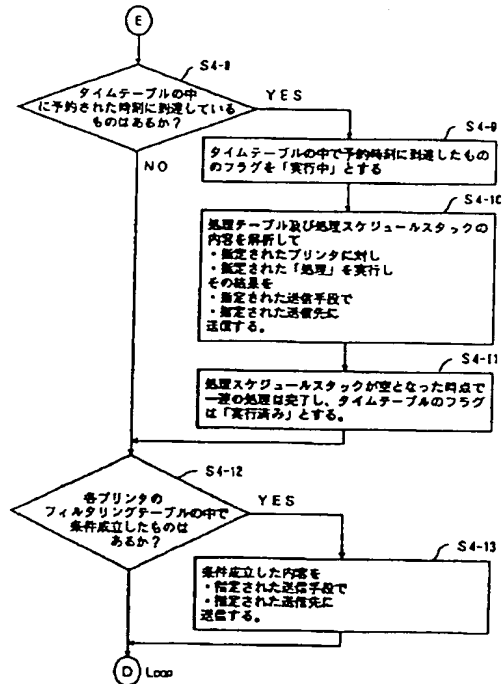 E
S4-8
タイムテーブルの中
に予約された時刻に到達している
ものはあるか?
YES
NO
S4-9
タイムテーブルの中で予約時刻に到達したもの
のフラグを「実行中」とする
S4-10
処理テーブル及び処理スケジュールスタックの
内容を解析して
・指定されたプリンタに対し
・指定された「処理」を実行し
その結果を
・指定された送信手段で
・指定された送信先に
送信する。
S4-11
処理スケジュールスタックが空となった時点で
一連の処理は完了し、タイムテーブルのフラグ
は「実行済み」とする。
S4-12
各プリンタの
フィルタリングテーブルの中で
条件成立したものは
あるか?
YES
S4-13
条件成立した内容を
・指定された送信手段で
・指定された送信先に
送信する。
D Loop